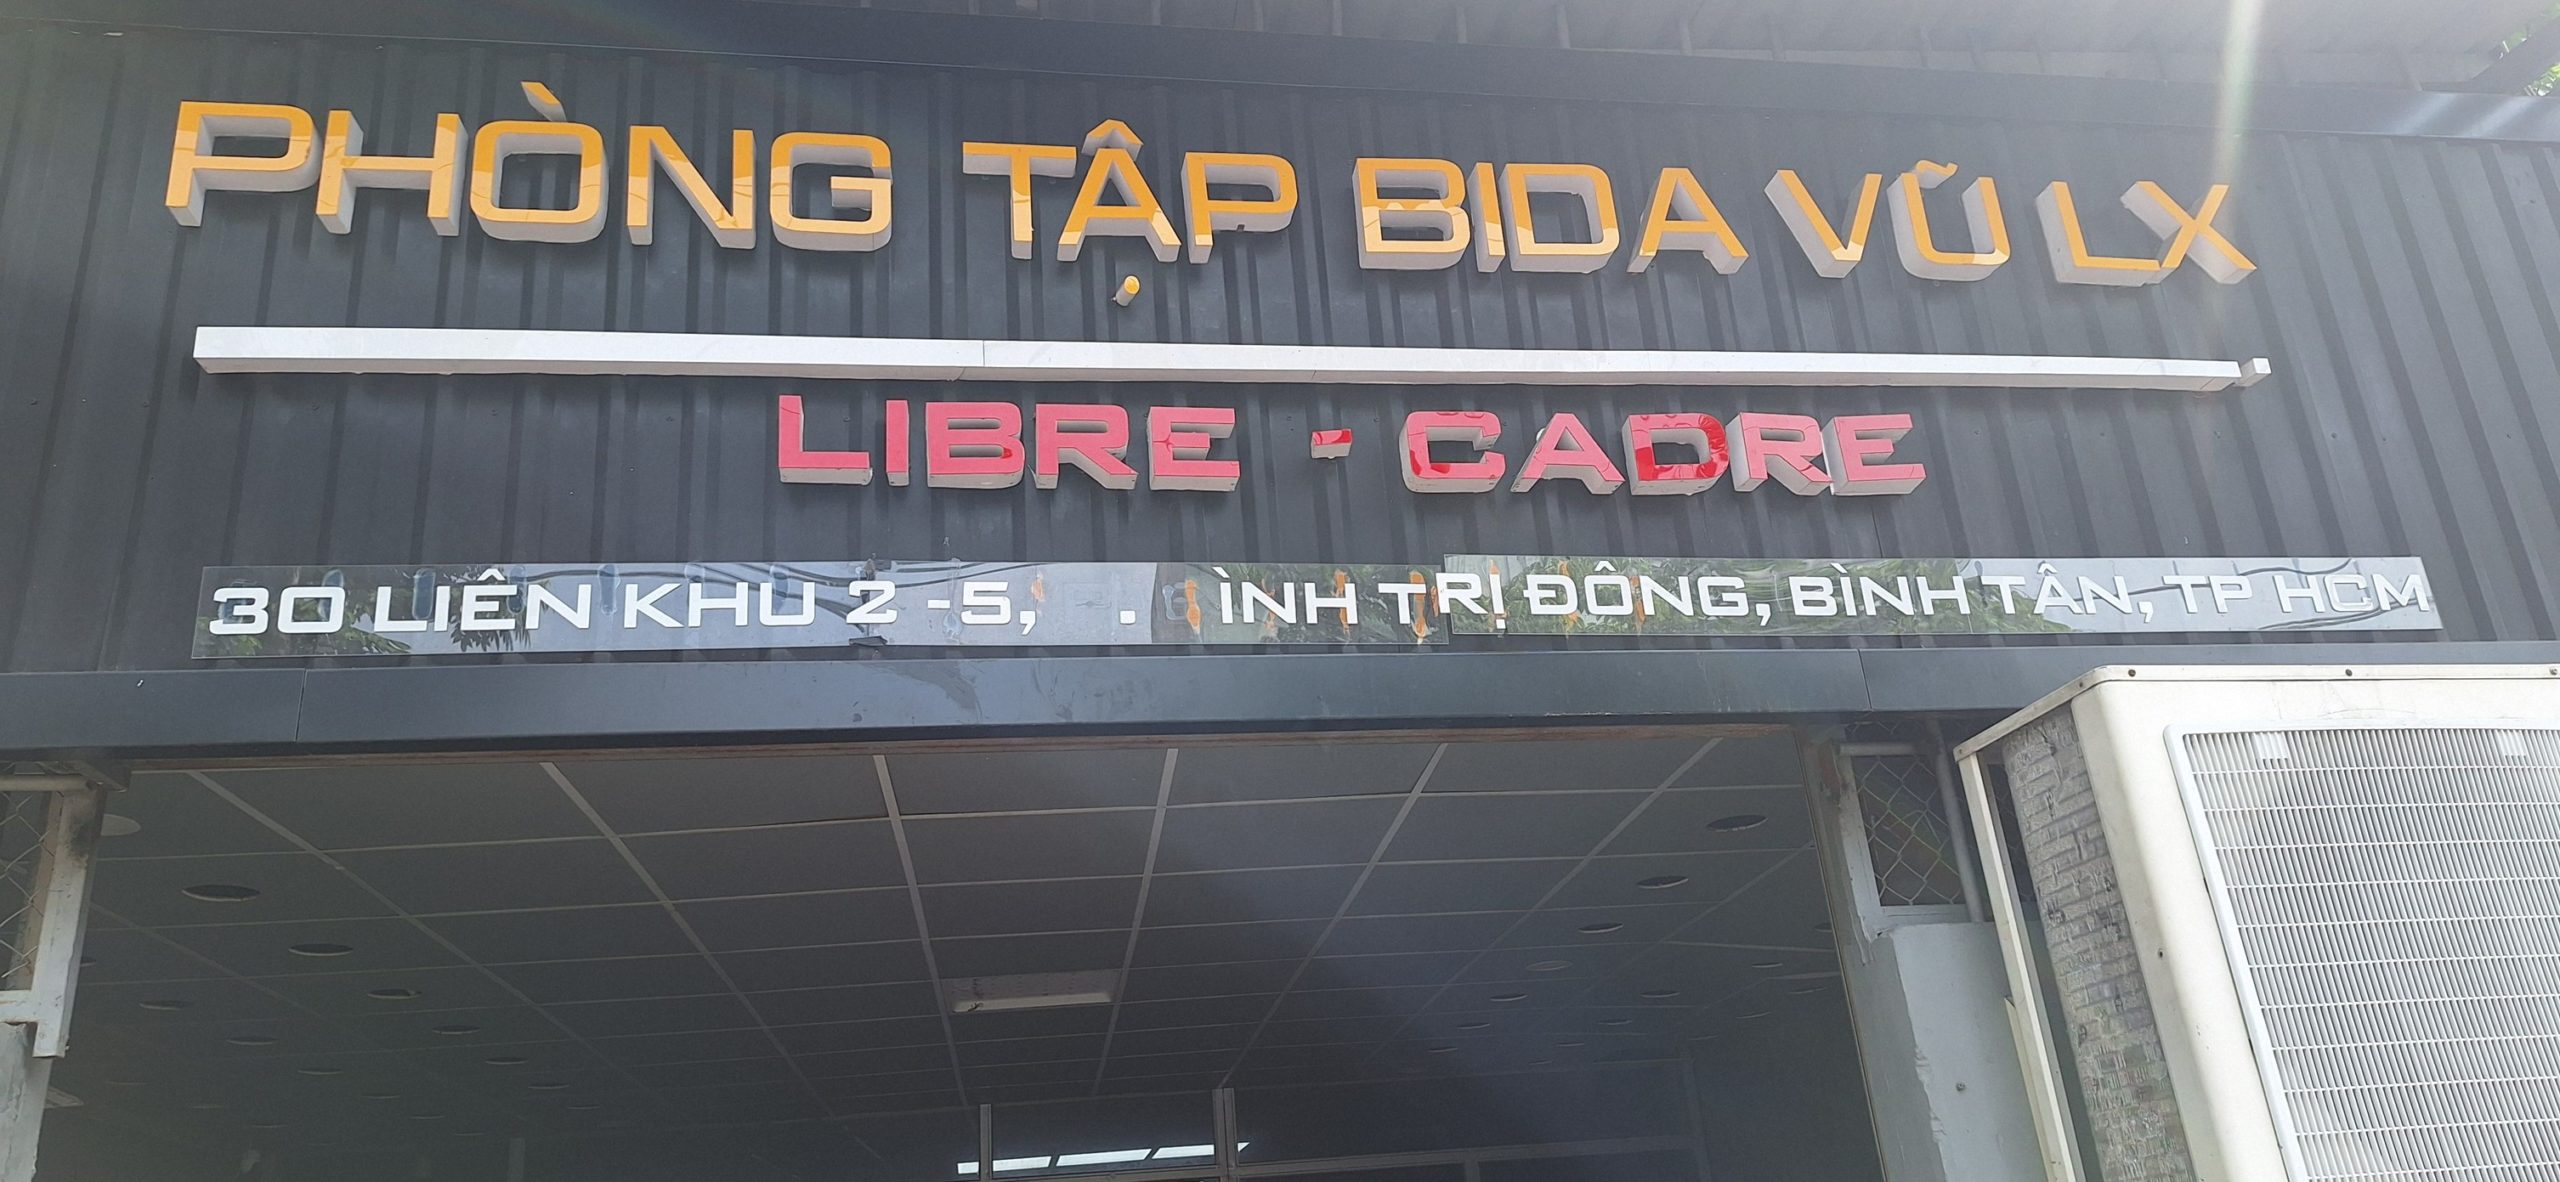 PHÒNG TẬP BIDA VŨ LX
LIBRE - CADRE
30 LIÊN KHU 2 -5, . ÌNH TRỊ ĐÔNG, BÌNH TÂN, TP HCM